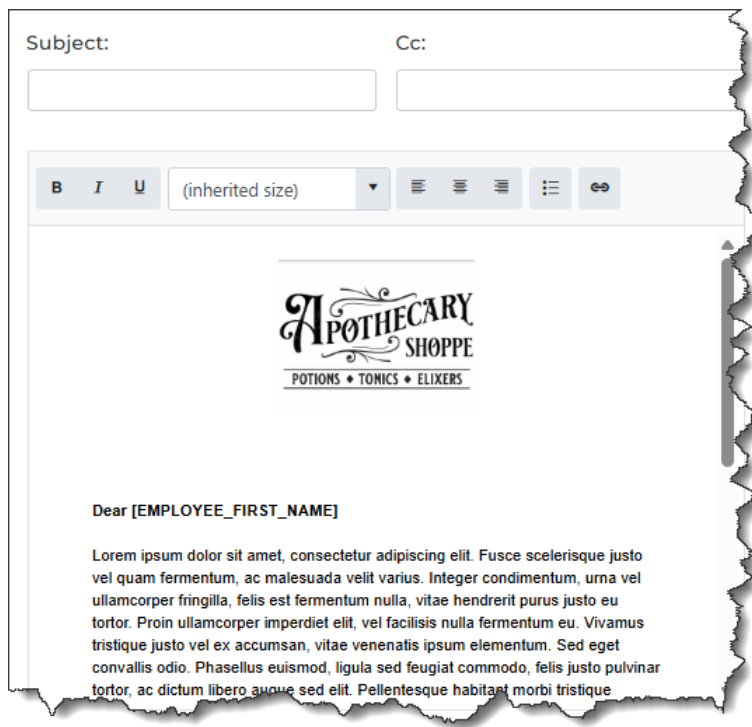 Subject:
Cc:
B I U (inherited size)
APOTHECARY
SHOPPE
POTIONS ♦ TONICS ♦ ELIXERS
Dear [EMPLOYEE_FIRST_NAME]
Lorem ipsum dolor sit amet, consectetur adipiscing elit. Fusce scelerisque justo
vel quam fermentum, ac malesuada velit varius. Integer condimentum, urna vel
ullamcorper fringilla, felis est fermentum nulla, vitae hendrerit purus justo eu
tortor. Proin ullamcorper imperdiet elit, vel facilisis nulla fermentum eu. Vivamus
tristique justo vel ex accumsan, vitae venenatis ipsum elementum. Sed eget
convallis odio. Phasellus euismod, ligula sed feugiat commodo, felis justo pulvinar
tortor, ac dictum libero augue sed elit. Pellentesque habitant morbi tristique